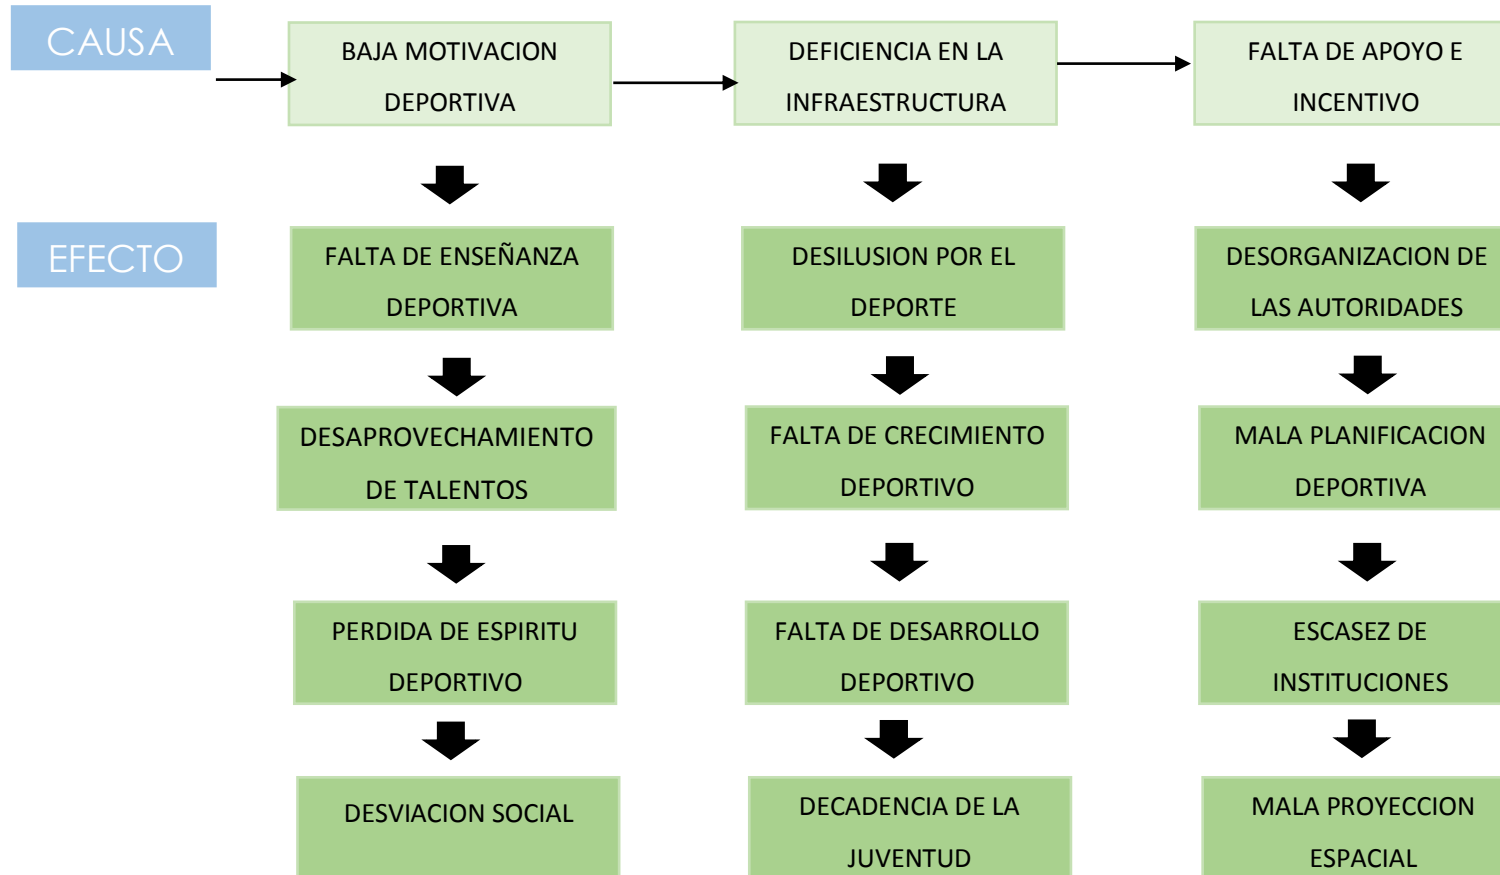 CAUSA
BAJA MOTIVACION
DEPORTIVA
DEFICIENCIA EN LA
INFRAESTRUCTURA
FALTA DE APOYO E
INCENTIVO
EFECTO
FALTA DE ENSEÑANZA
DEPORTIVA
DESILUSION POR EL
DEPORTE
DESORGANIZACION DE
LAS AUTORIDADES
DESAPROVECHAMIENTO
DE TALENTOS
FALTA DE CRECIMIENTO
DEPORTIVO
MALA PLANIFICACION
DEPORTIVA
PERDIDA DE ESPIRITU
DEPORTIVO
FALTA DE DESARROLLO
DEPORTIVO
ESCASEZ DE
INSTITUCIONES
DESVIACION SOCIAL
DECADENCIA DE LA
JUVENTUD
MALA PROYECCION
ESPACIAL